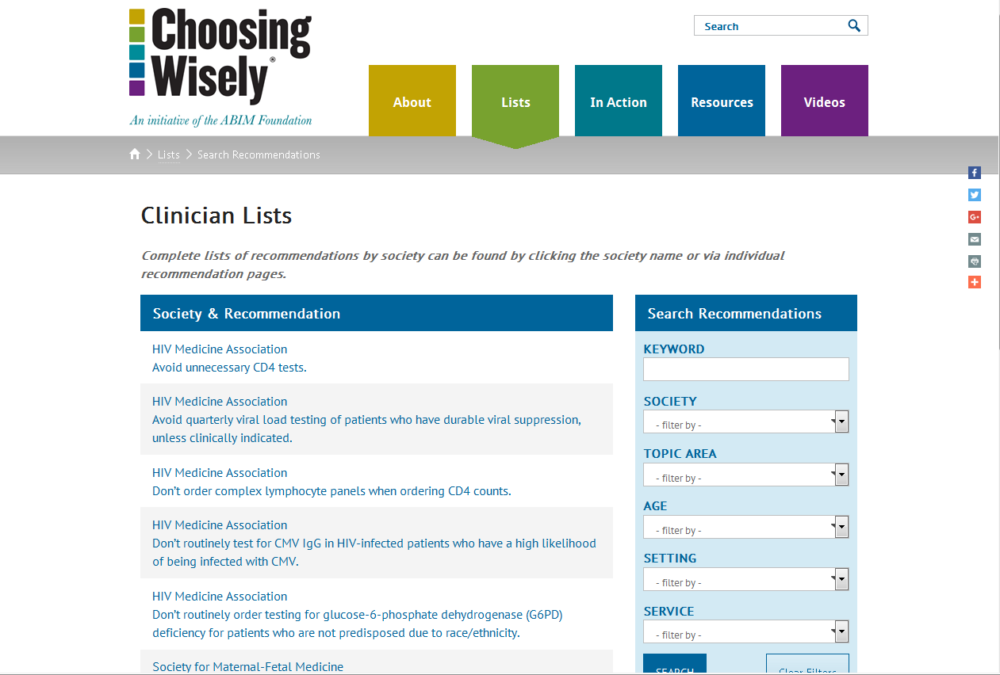 Choosing
Wisely®
An initiative of the ABIM Foundation
Search
About
Lists
In Action
Resources
Videos
Lists
Search Recommendations
Clinician Lists
Complete lists of recommendations by society can be found by clicking the society name or via individual
recommendation pages.
Society & Recommendation
HIV Medicine Association
Avoid unnecessary CD4 tests.
HIV Medicine Association
Avoid quarterly viral load testing of patients who have durable viral suppression,
unless clinically indicated.
HIV Medicine Association
Don’t order complex lymphocyte panels when ordering CD4 counts.
HIV Medicine Association
Don’t routinely test for CMV IgG in HIV-infected patients who have a high likelihood
of being infected with CMV.
HIV Medicine Association
Don’t routinely order testing for glucose-6-phosphate dehydrogenase (G6PD)
deficiency for patients who are not predisposed due to race/ethnicity.
Society for Maternal-Fetal Medicine
Search Recommendations
KEYWORD
SOCIETY
- filter by -
TOPIC AREA
- filter by -
AGE
- filter by -
SETTING
- filter by -
SERVICE
- filter by -
SEARCH
Clear Filters